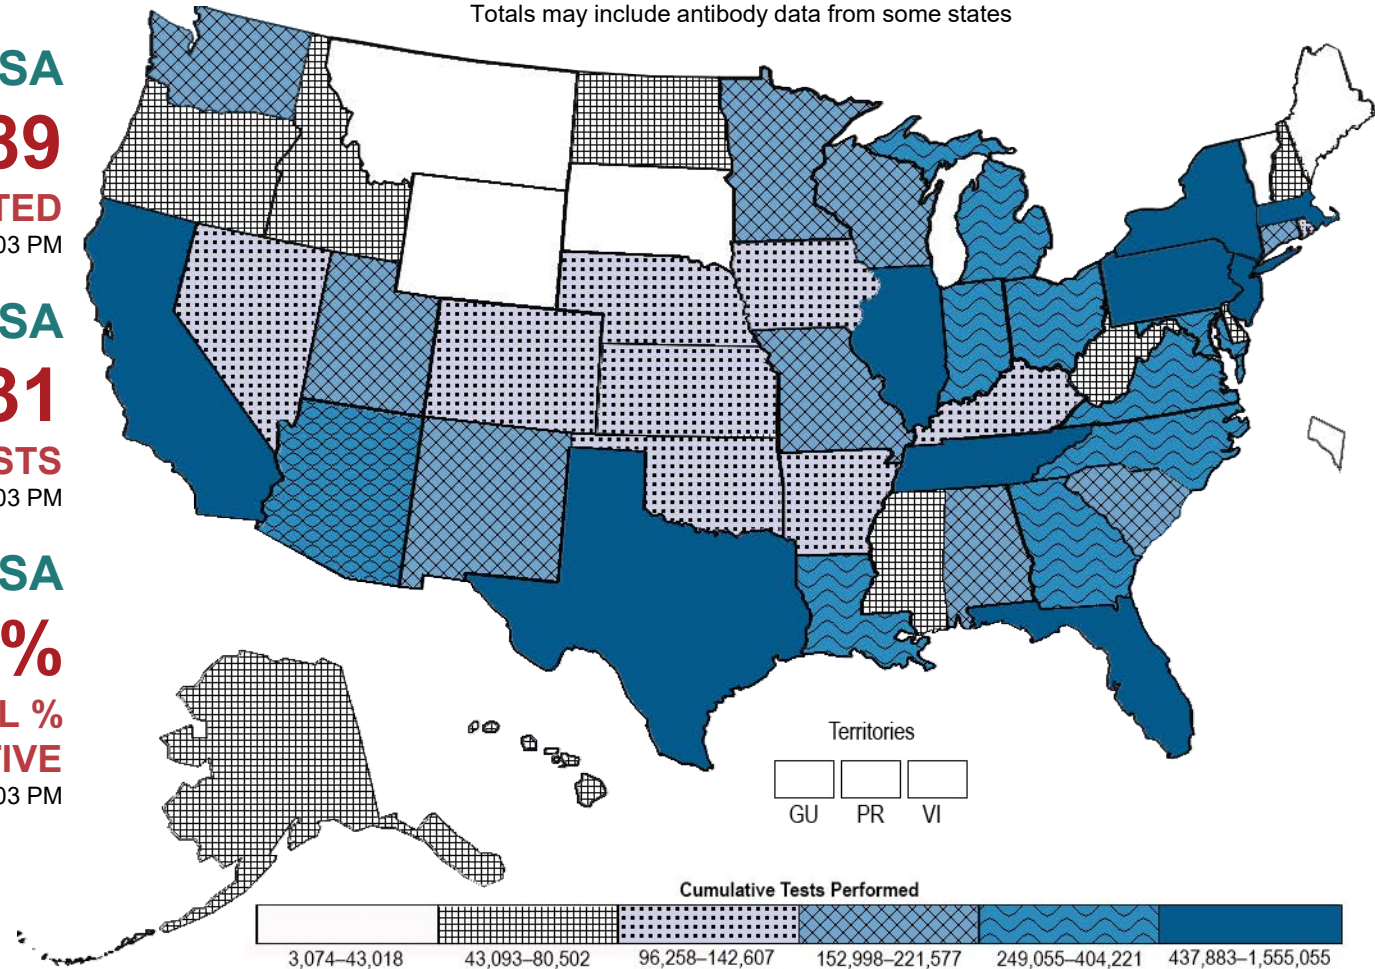 Totals may include antibody data from some states
SA
39
TED
03 PM
SA
31
STS
03 PM
SA
%
L %
TIVE
03 PM
Territories
GU PR VI
Cumulative Tests Performed
3,074–43,018 43,093–80,502 96,258–142,607 152,998–221,577 249,055–404,221 437,883–1,555,055